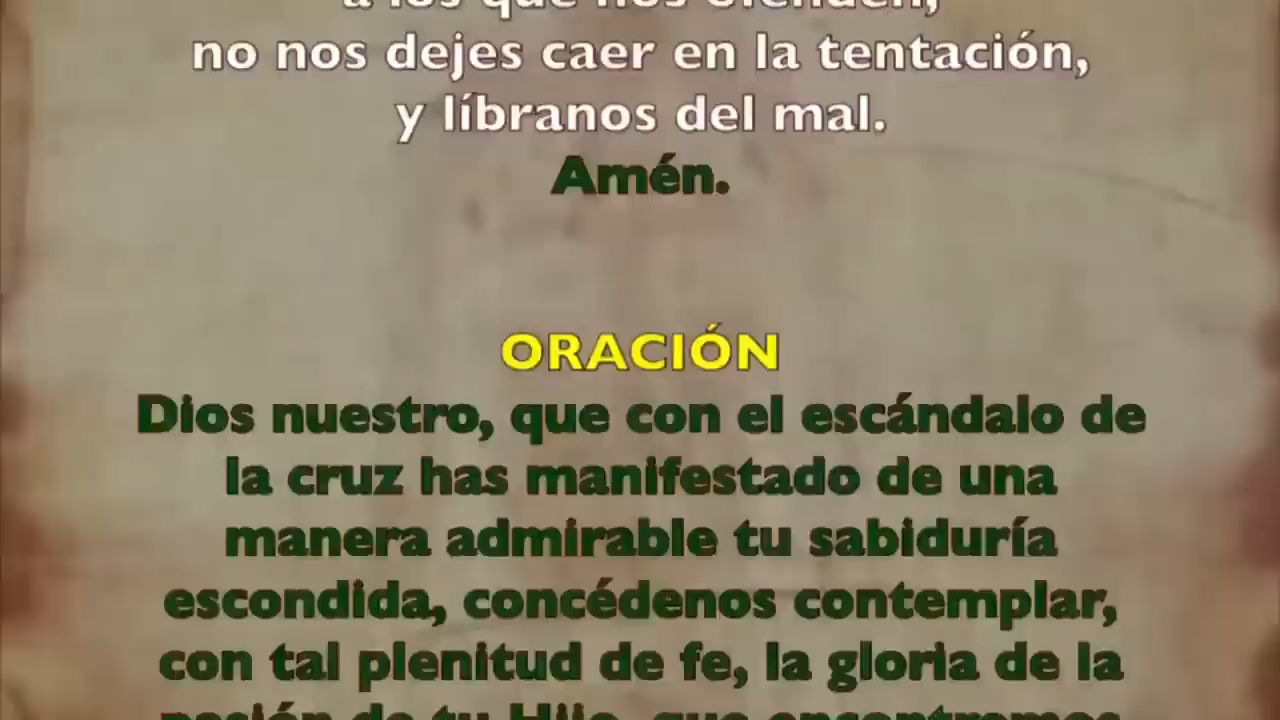 a los que nos ofenden,
no nos dejes caer en la tentación,
y líbranos del mal.
Amén.
ORACIÓN
Dios nuestro, que con el escándalo de
la cruz has manifestado de una
manera admirable tu sabiduría
escondida, concédenos contemplar,
con tal plenitud de fe, la gloria de la
pasión de tu Hijo, que encontremos